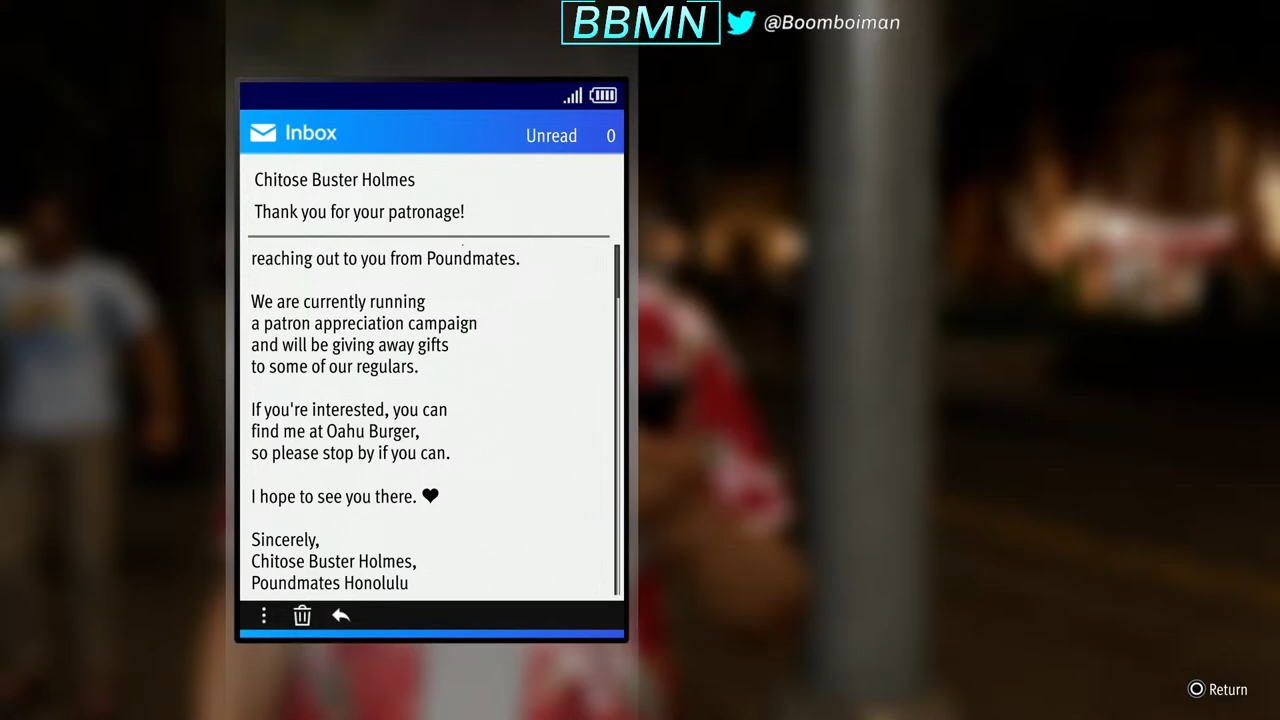 BBMN @Boomboiman
Inbox Unread 0
Chitose Buster Holmes
Thank you for your patronage!
reaching out to you from Poundmates.
We are currently running
a patron appreciation campaign
and will be giving away gifts
to some of our regulars.
If you're interested, you can
find me at Oahu Burger,
so please stop by if you can.
I hope to see you there. ♥
Sincerely,
Chitose Buster Holmes,
Poundmates Honolulu
Return